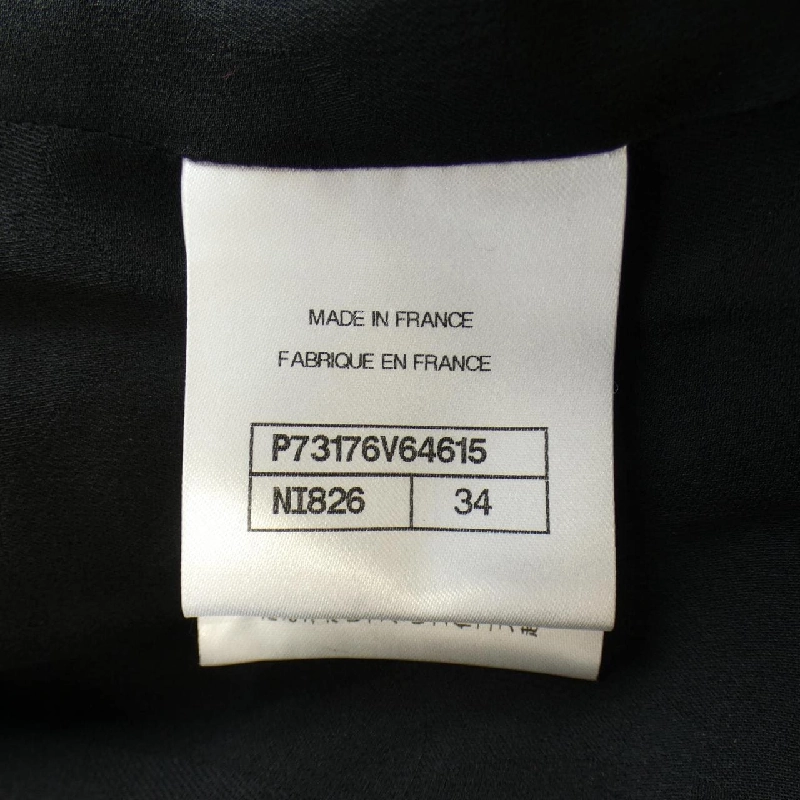 MADE IN FRANCE
FABRIQUE EN FRANCE
P73176V64615
NI826 34